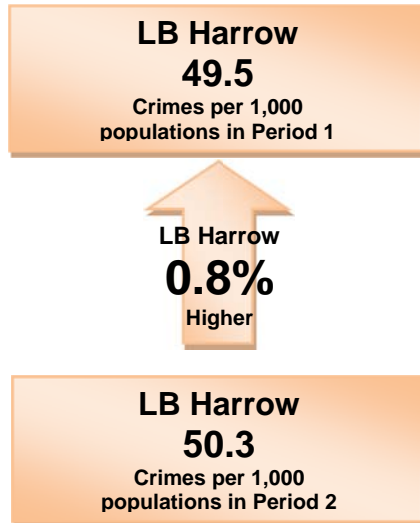 LB Harrow
49.5
Crimes per 1,000
populations in Period 1
LB Harrow
0.8%
Higher
LB Harrow
50.3
Crimes per 1,000
populations in Period 2